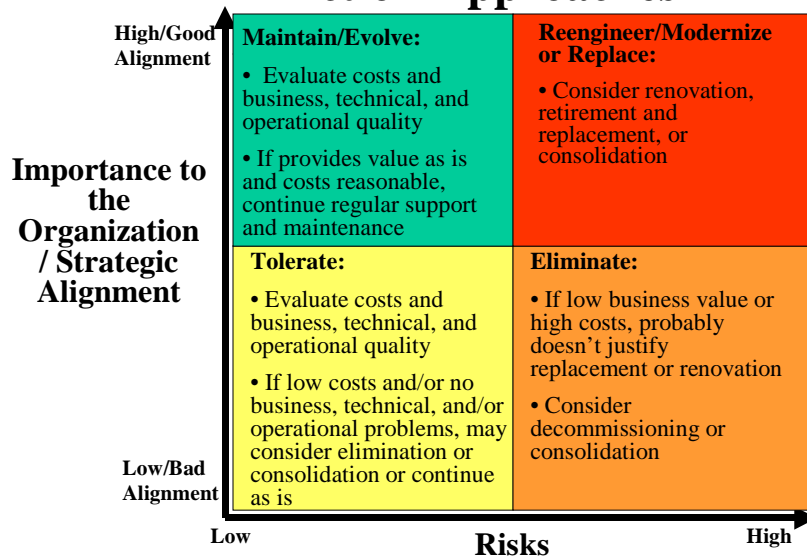 High/Good
Alignment
Maintain/Evolve:
• Evaluate costs and
business, technical, and
operational quality
• If provides value as is
and costs reasonable,
continue regular support
and maintenance
Reengineer/Modernize
or Replace:
• Consider renovation,
retirement and
replacement, or
consolidation
Importance to
the
Organization
/ Strategic
Alignment
Tolerate:
• Evaluate costs and
business, technical, and
operational quality
• If low costs and/or no
business, technical, and/or
operational problems, may
consider elimination or
consolidation or continue
as is
Eliminate:
• If low business value or
high costs, probably
doesn’t justify
replacement or renovation
• Consider
decommissioning or
consolidation
Low/Bad
Alignment
Low
Risks
High